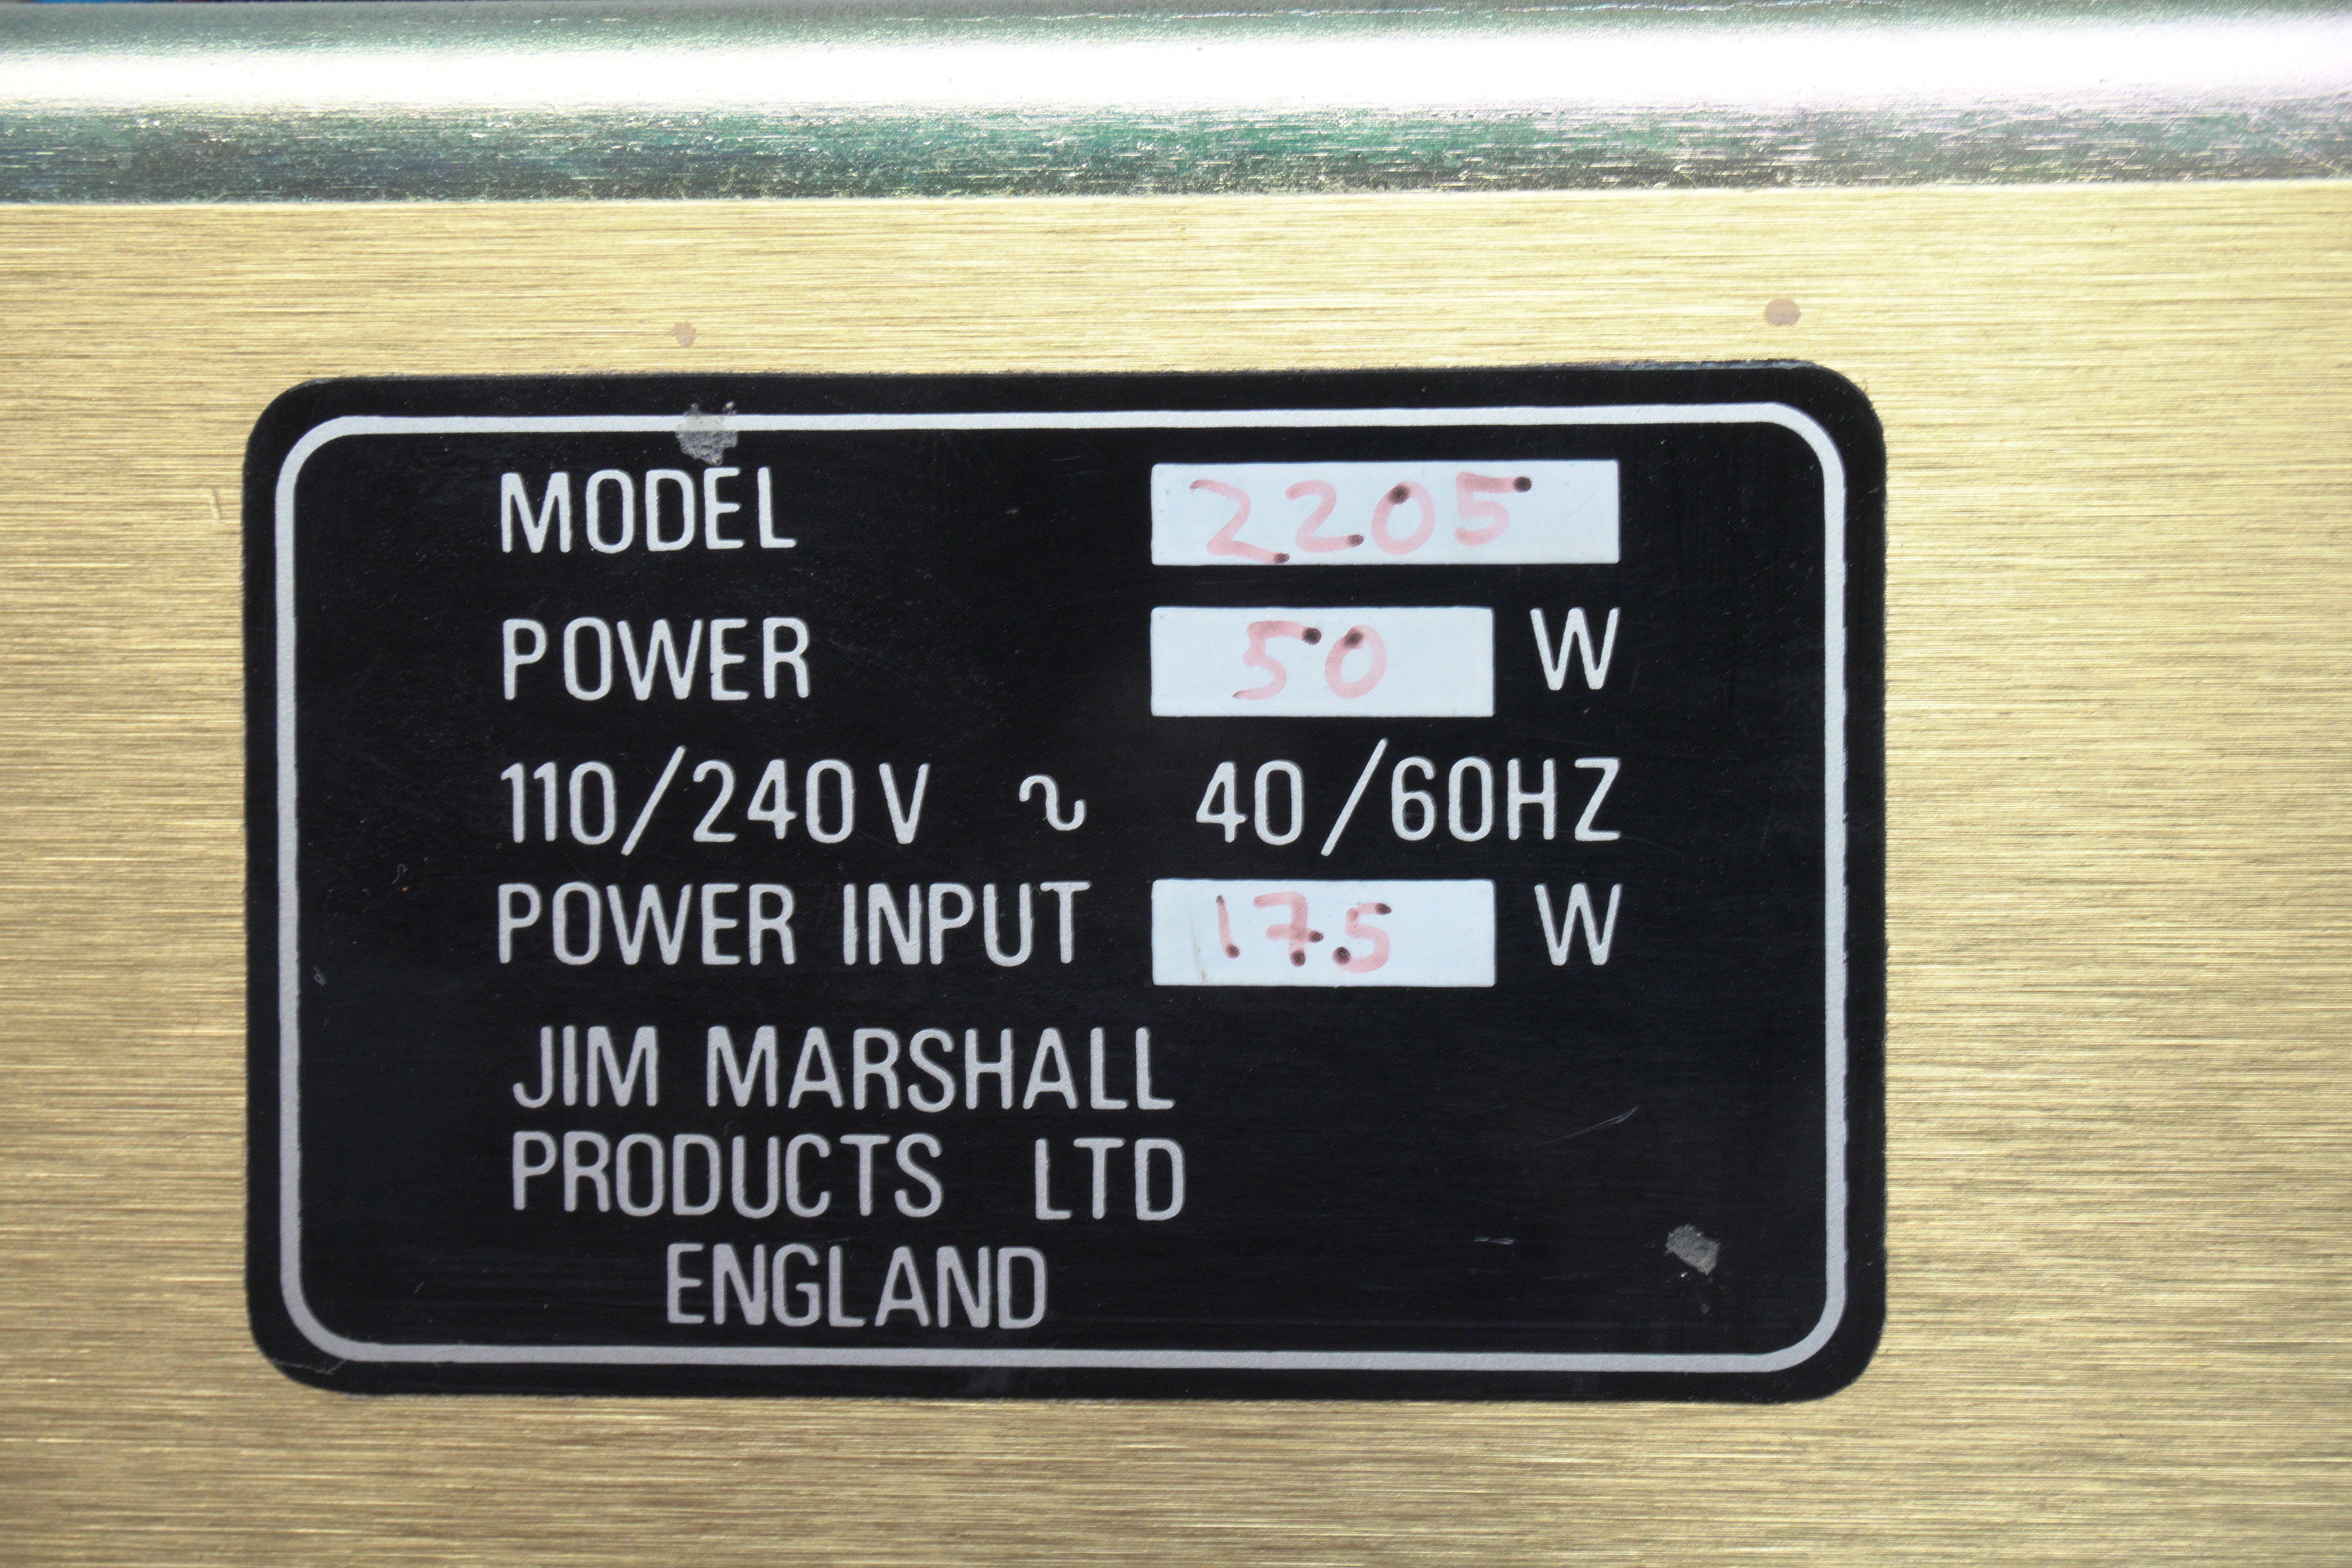 MODEL 2205
POWER 50 W
110/240V ∿ 40/60HZ
POWER INPUT 175 W
JIM MARSHALL
PRODUCTS LTD
ENGLAND